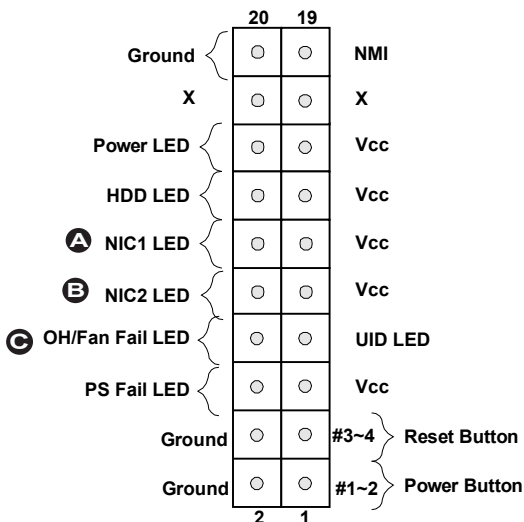 20 19
Ground NMI
X X
Power LED Vcc
HDD LED Vcc
A NIC1 LED Vcc
B NIC2 LED Vcc
C OH/Fan Fail LED UID LED
PS Fail LED Vcc
Ground #3~4 Reset Button
Ground #1~2 Power Button
2 1